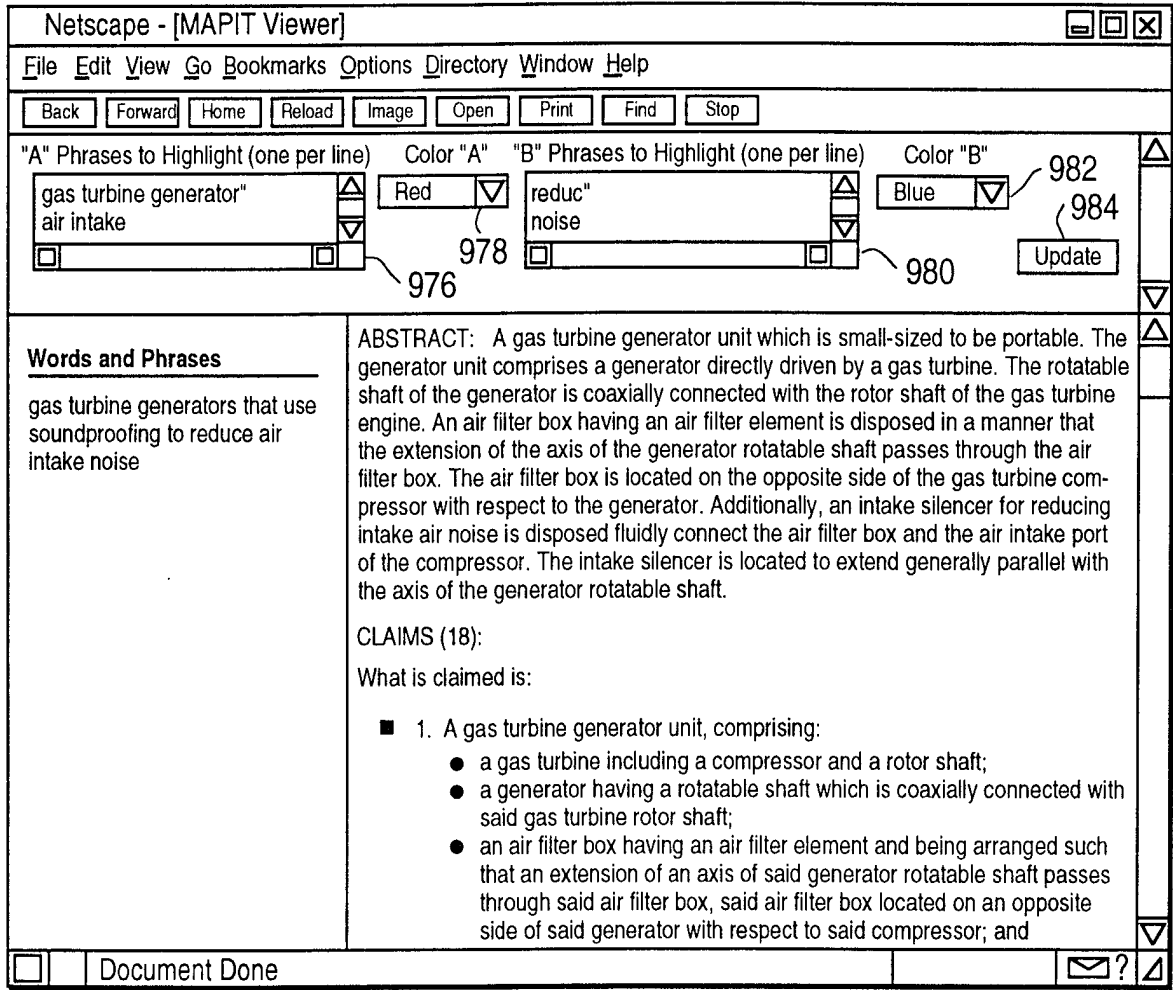 Netscape - [MAPIT Viewer]
File Edit View Go Bookmarks Options Directory Window Help
Back Forward Home Reload Image Open Print Find Stop
"A" Phrases to Highlight (one per line) Color "A" "B" Phrases to Highlight (one per line) Color "B"
gas turbine generator"
air intake
Red
978
976
reduc"
noise
980
Blue
982
984
Update
Words and Phrases
gas turbine generators that use
soundproofing to reduce air
intake noise
ABSTRACT: A gas turbine generator unit which is small-sized to be portable. The
generator unit comprises a generator directly driven by a gas turbine. The rotatable
shaft of the generator is coaxially connected with the rotor shaft of the gas turbine
engine. An air filter box having an air filter element is disposed in a manner that
the extension of the axis of the generator rotatable shaft passes through the air
filter box. The air filter box is located on the opposite side of the gas turbine com-
pressor with respect to the generator. Additionally, an intake silencer for reducing
intake air noise is disposed fluidly connect the air filter box and the air intake port
of the compressor. The intake silencer is located to extend generally parallel with
the axis of the generator rotatable shaft.
CLAIMS (18):
What is claimed is:
■ 1. A gas turbine generator unit, comprising:
● a gas turbine including a compressor and a rotor shaft;
● a generator having a rotatable shaft which is coaxially connected with
said gas turbine rotor shaft;
● an air filter box having an air filter element and being arranged such
that an extension of an axis of said generator rotatable shaft passes
through said air filter box, said air filter box located on an opposite
side of said generator with respect to said compressor; and
Document Done
?